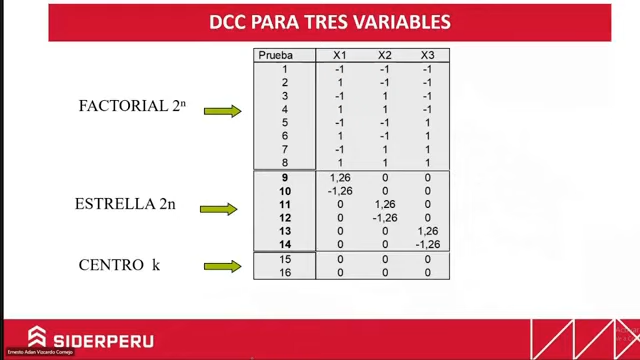 DCC PARA TRES VARIABLES
Prueba X1 X2 X3
1 -1 -1 -1
2 1 -1 -1
3 -1 1 -1
4 1 1 -1
5 -1 -1 1
6 1 -1 1
7 -1 1 1
8 1 1 1
FACTORIAL 2ⁿ
9 1,26 0 0
10 -1,26 0 0
11 0 1,26 0
12 0 -1,26 0
13 0 0 1,26
14 0 0 -1,26
ESTRELLA 2n
15 0 0 0
16 0 0 0
CENTRO k
SIDERPERU
Ernesto Adan Vizcardo Cornejo